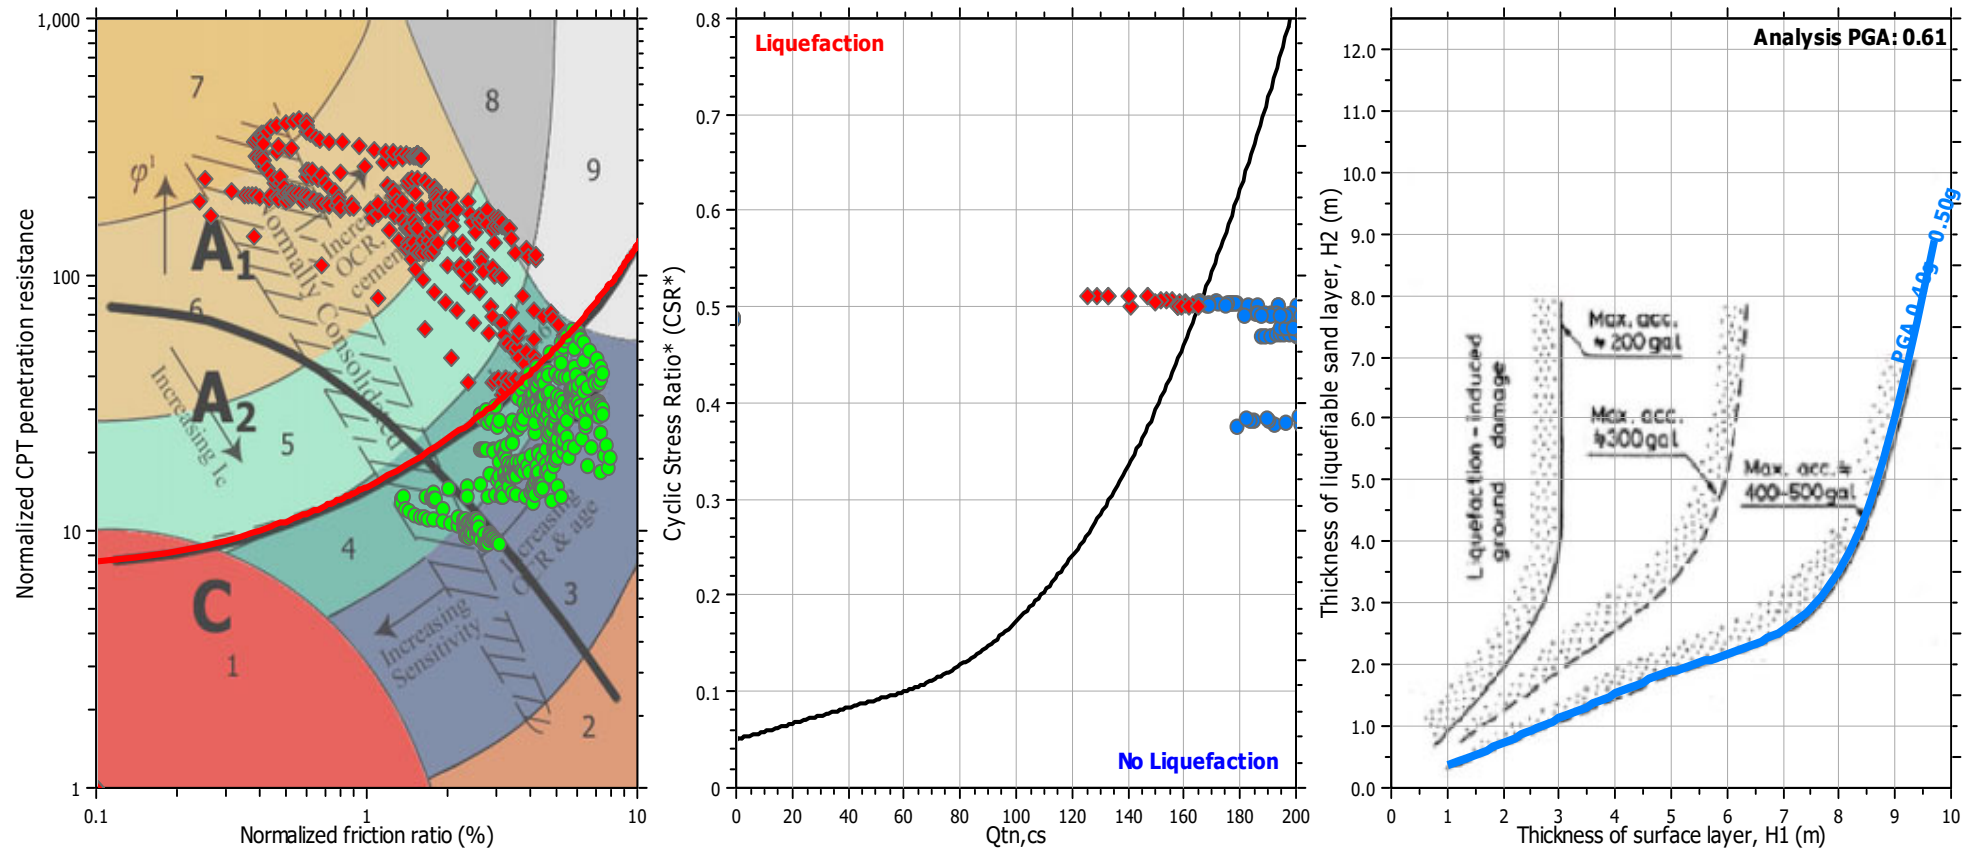 1,000
100
10
1
0.1
1
10
Normalized CPT penetration resistance
Normalized friction ratio (%)
7
8
9
6
5
4
3
2
1
A1
A2
C
φ'
Normally Consolidated
Increasing Ic
Increasing
Sensitivity
Increasing
OCR & age
OCR,
0.8
0.7
0.6
0.5
0.4
0.3
0.2
0.1
0
0
20
40
60
80
100
120
140
160
180
200
Cyclic Stress Ratio* (CSR*)
Qtn,cs
Liquefaction
No Liquefaction
12.0
11.0
10.0
9.0
8.0
7.0
6.0
5.0
4.0
3.0
2.0
1.0
0.0
0
1
2
3
4
5
6
7
8
9
10
Thickness of liquefiable sand layer, H2 (m)
Thickness of surface layer, H1 (m)
Analysis PGA: 0.61
PGA 0.40g - 0.50g
Liquefaction - induced
ground damage
Max. acc.
≒ 200 gal
Max. acc.
≒300 gal
Max. acc.≒
400-500 gal